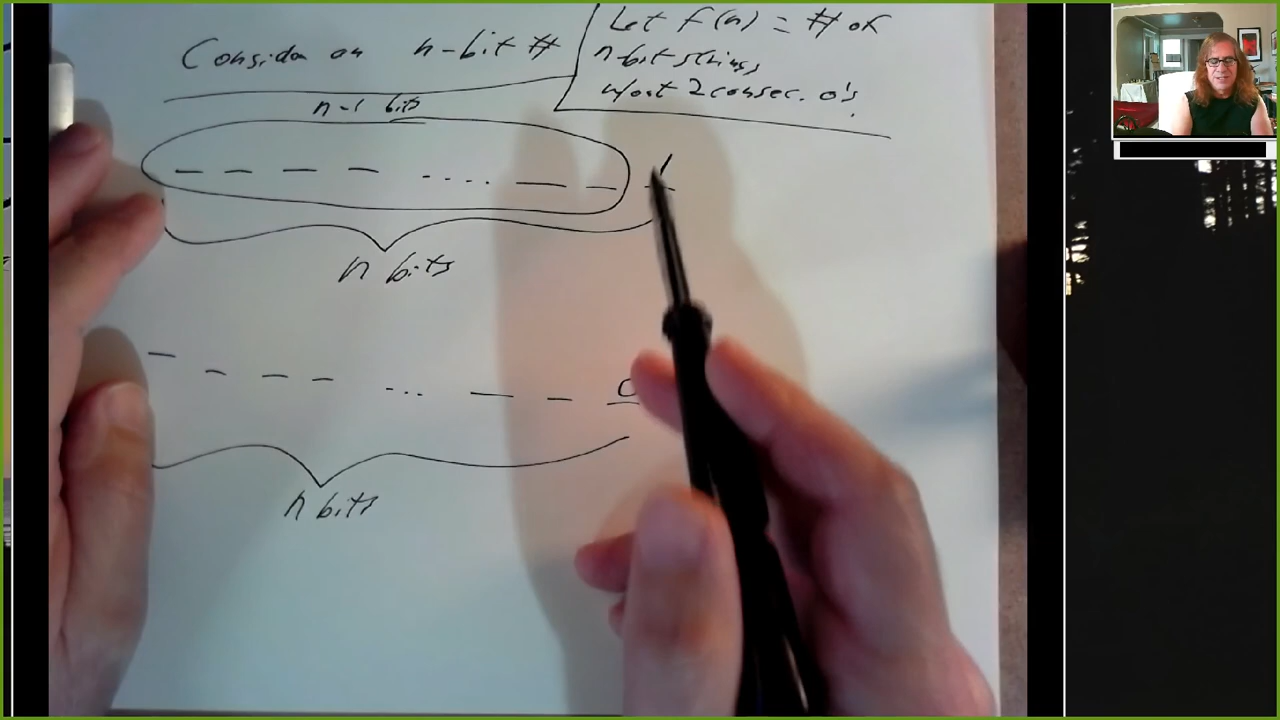 Consider an n-bit #
Let f(n) = # of
n-bit strings
w/out 2 consec. 0's.
n-1 bits
.... 1
n bits
... 0
n bits